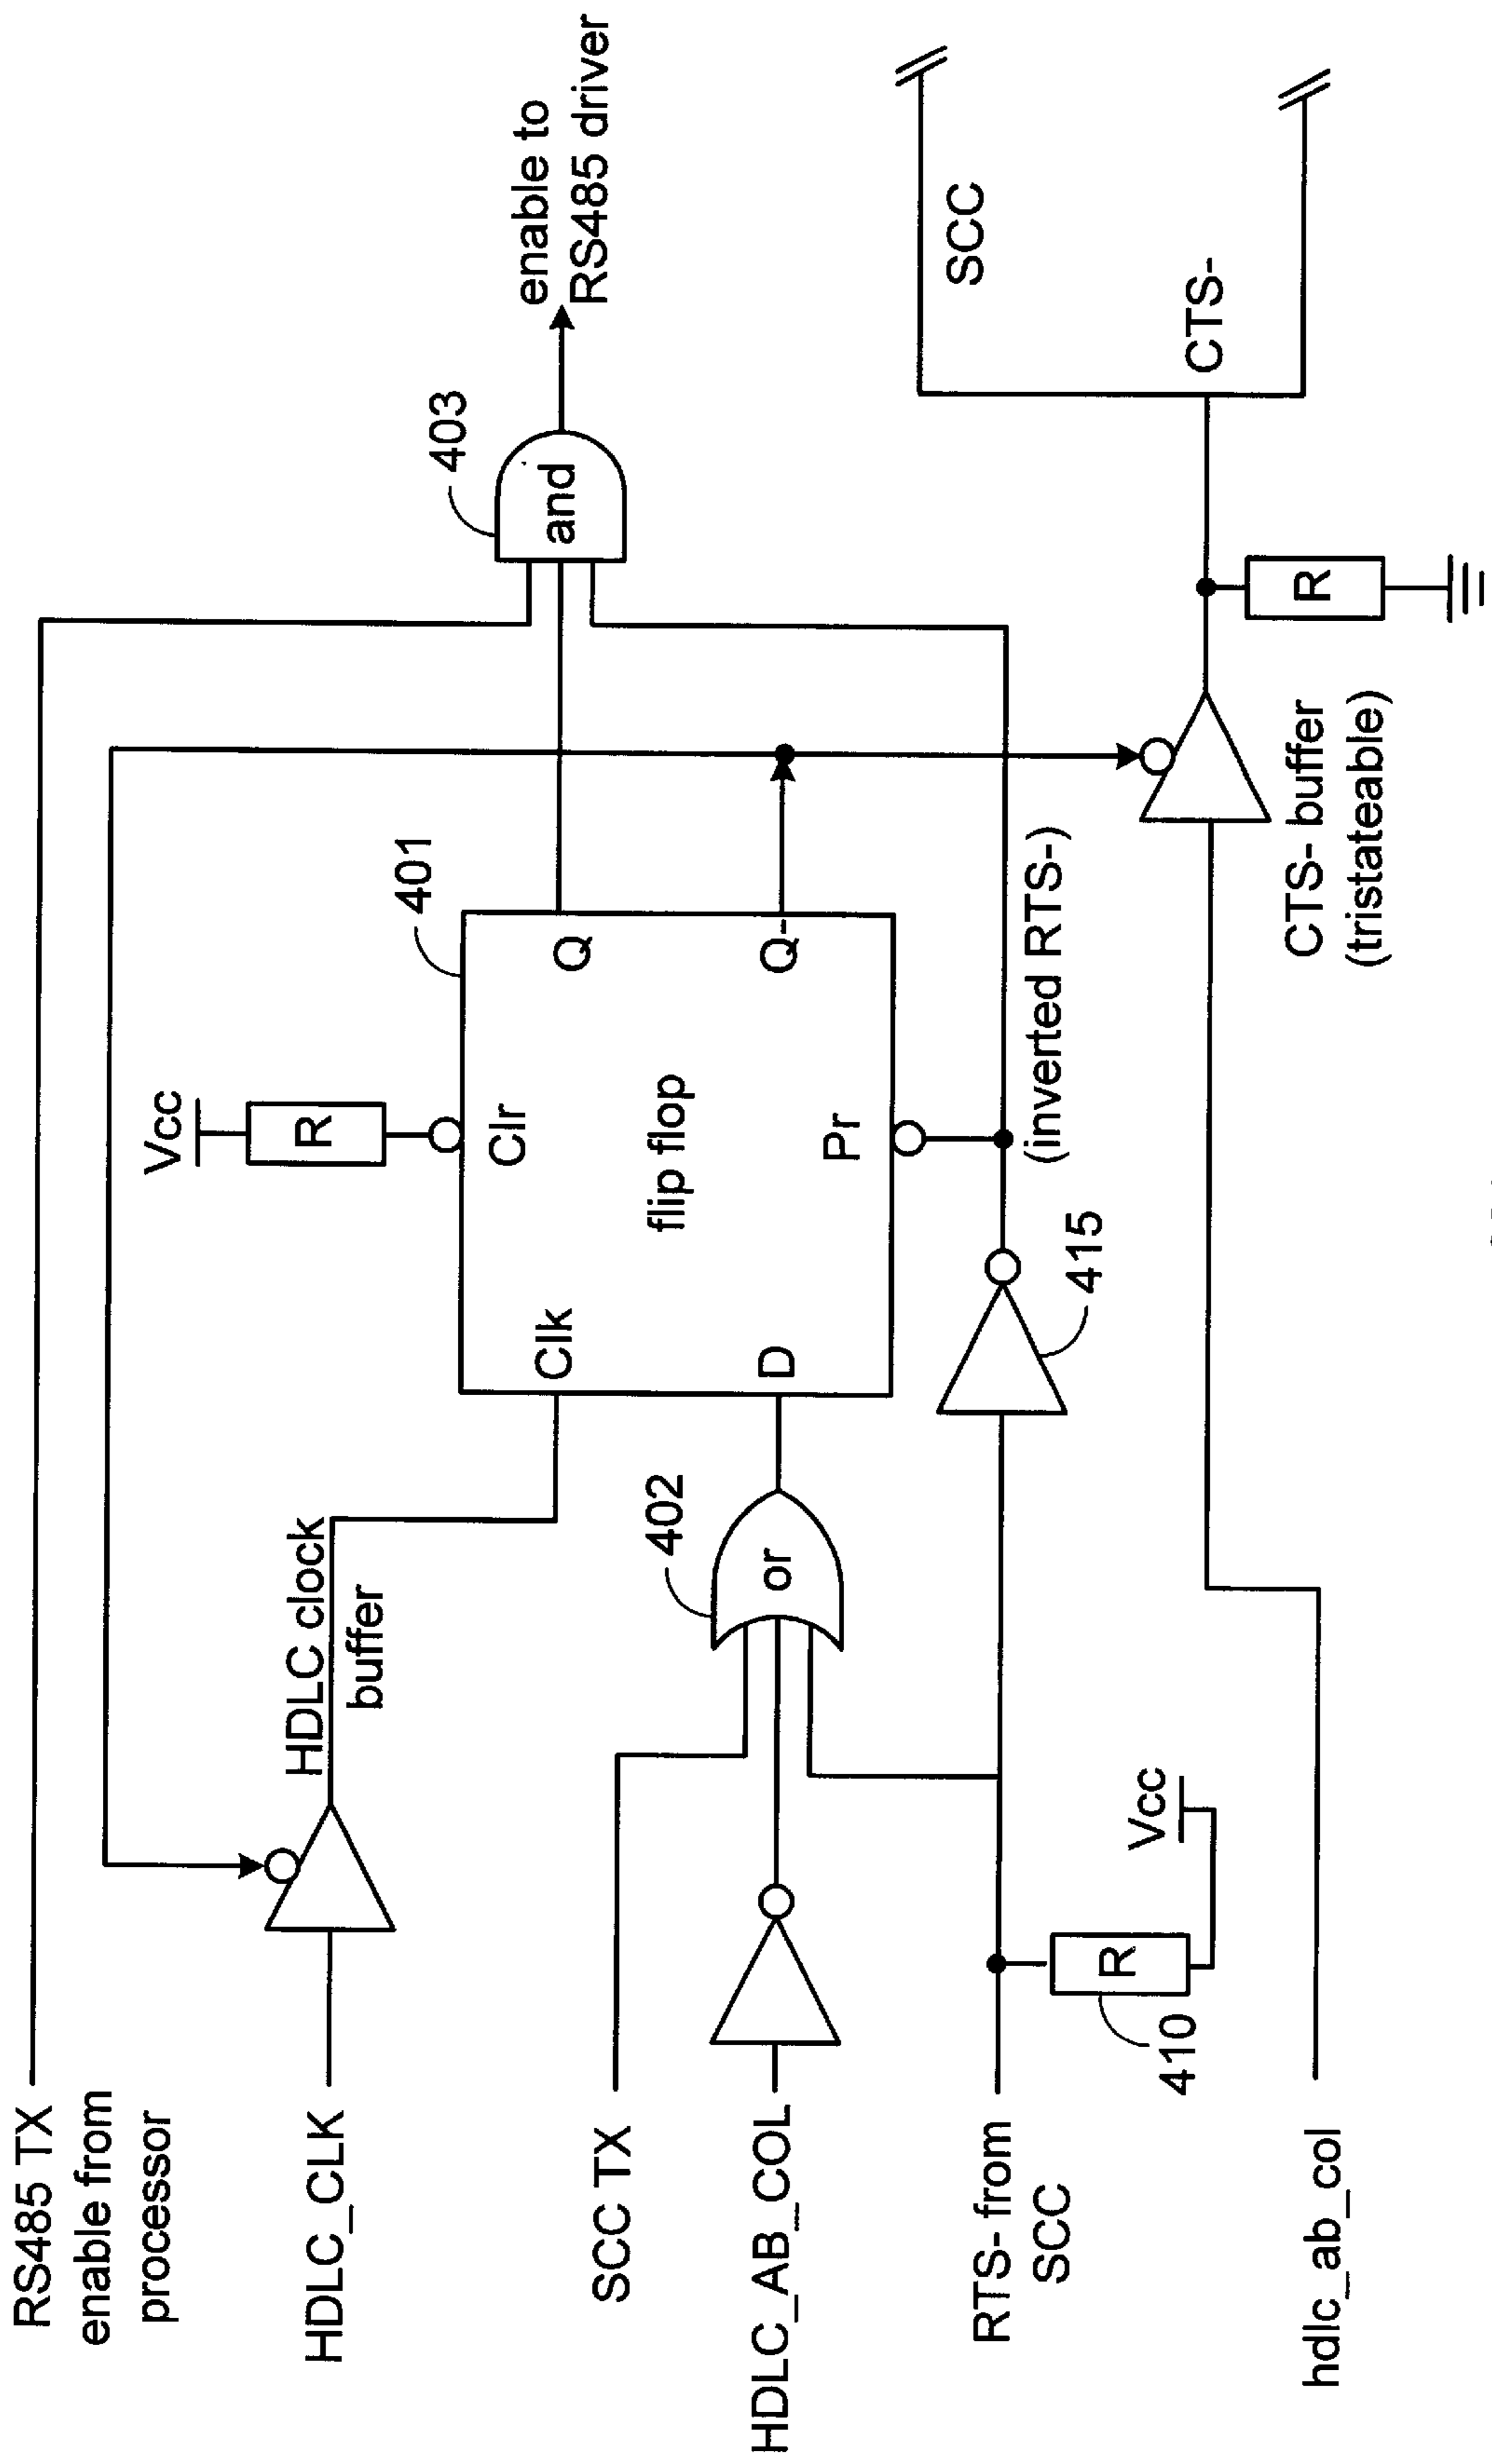 RS485 TX
enable from
processor
HDLC_CLK
SCC TX
HDLC_AB_COL
RTS- from
SCC
hdlc_ab_col
410
R
Vcc
HDLC clock
buffer
402
or
Vcc
R
401
Clk
Clr
Q
flip flop
D
Pr
Q-
415
(inverted RTS-)
403
and
enable to
RS485 driver
CTS- buffer
(tristateable)
R
SCC
CTS-